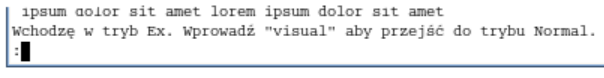 ipsum dolor sit amet lorem ipsum dolor sit amet
Wchodzę w tryb Ex. Wprowadź "visual" aby przejść do trybu Normal.
: